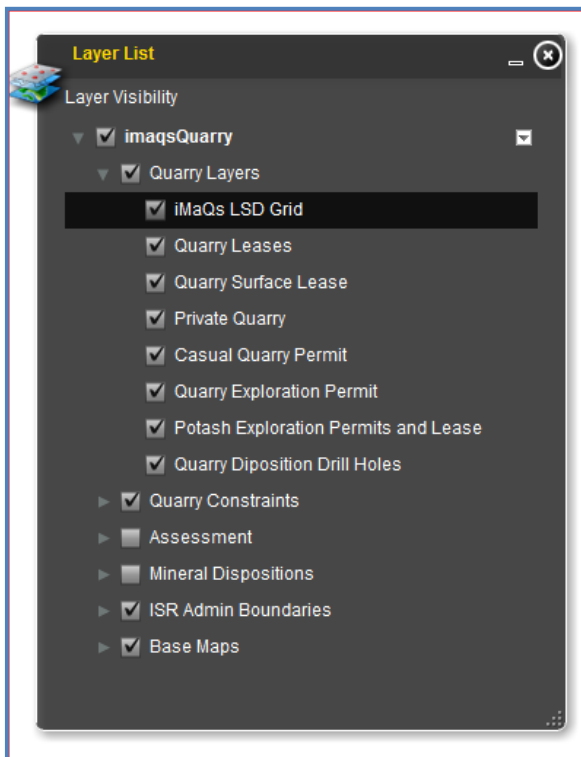 Layer List
Layer Visibility
imaqsQuarry
Quarry Layers
iMaQs LSD Grid
Quarry Leases
Quarry Surface Lease
Private Quarry
Casual Quarry Permit
Quarry Exploration Permit
Potash Exploration Permits and Lease
Quarry Diposition Drill Holes
Quarry Constraints
Assessment
Mineral Dispositions
ISR Admin Boundaries
Base Maps